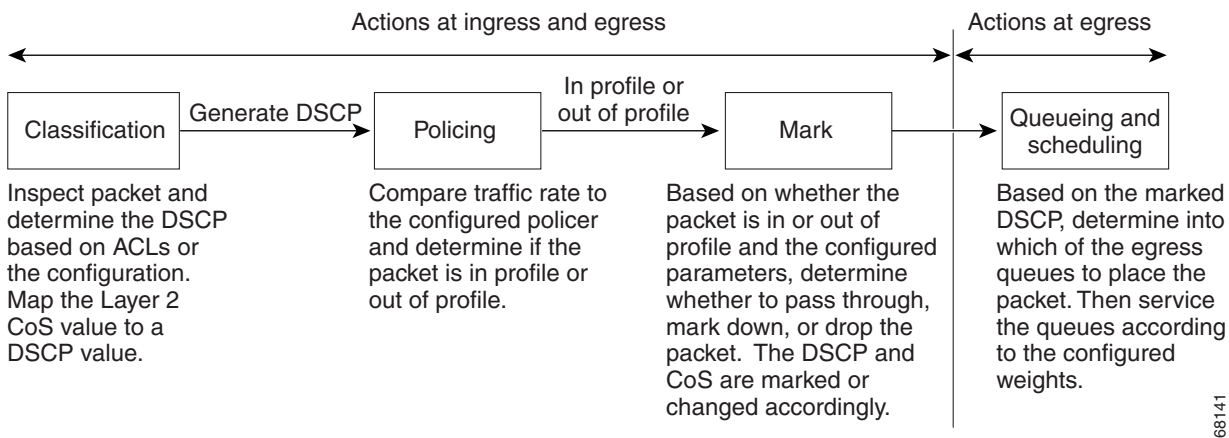 Actions at ingress and egress
Actions at egress
Classification
Generate DSCP
Policing
In profile or
out of profile
Mark
Queueing and
scheduling
Inspect packet and
determine the DSCP
based on ACLs or
the configuration.
Map the Layer 2
CoS value to a
DSCP value.
Compare traffic rate to
the configured policer
and determine if the
packet is in profile or
out of profile.
Based on whether the
packet is in or out of
profile and the configured
parameters, determine
whether to pass through,
mark down, or drop the
packet. The DSCP and
CoS are marked or
changed accordingly.
Based on the marked
DSCP, determine into
which of the egress
queues to place the
packet. Then service
the queues according
to the configured
weights.
68141